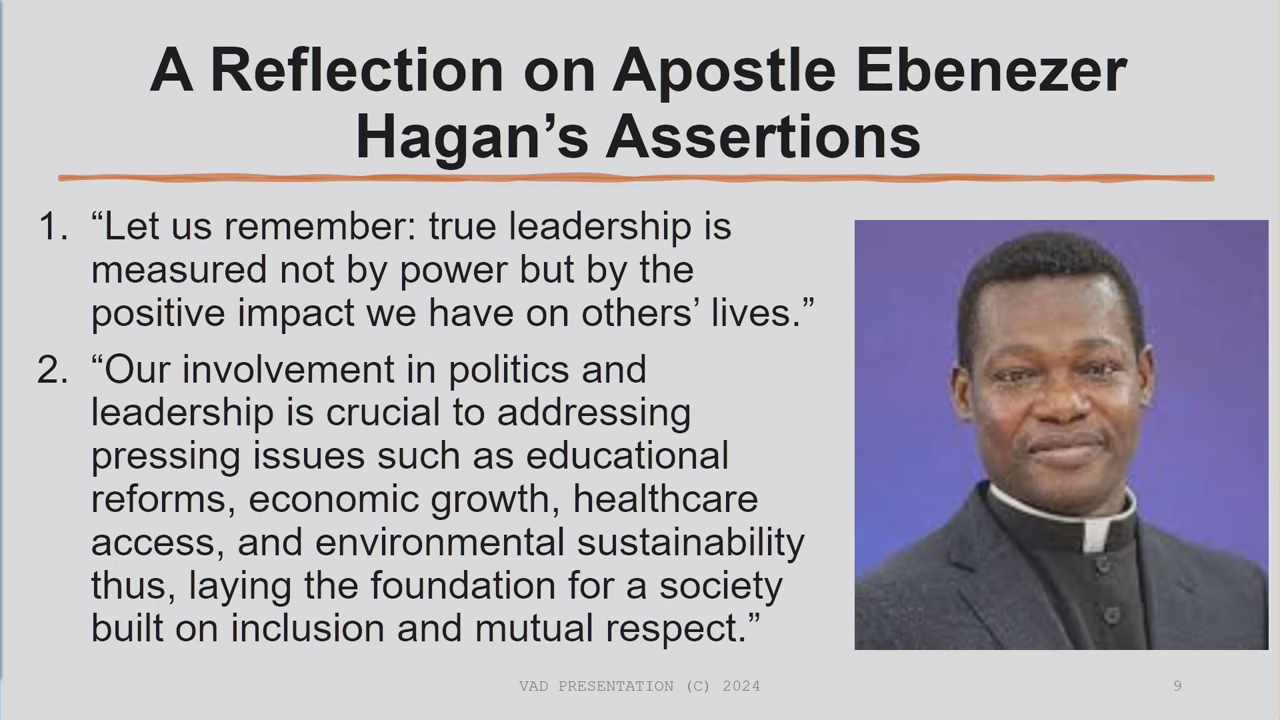 A Reflection on Apostle Ebenezer
Hagan’s Assertions
1. “Let us remember: true leadership is
measured not by power but by the
positive impact we have on others’ lives.”
2. “Our involvement in politics and
leadership is crucial to addressing
pressing issues such as educational
reforms, economic growth, healthcare
access, and environmental sustainability
thus, laying the foundation for a society
built on inclusion and mutual respect.”
VAD PRESENTATION (C) 2024
9